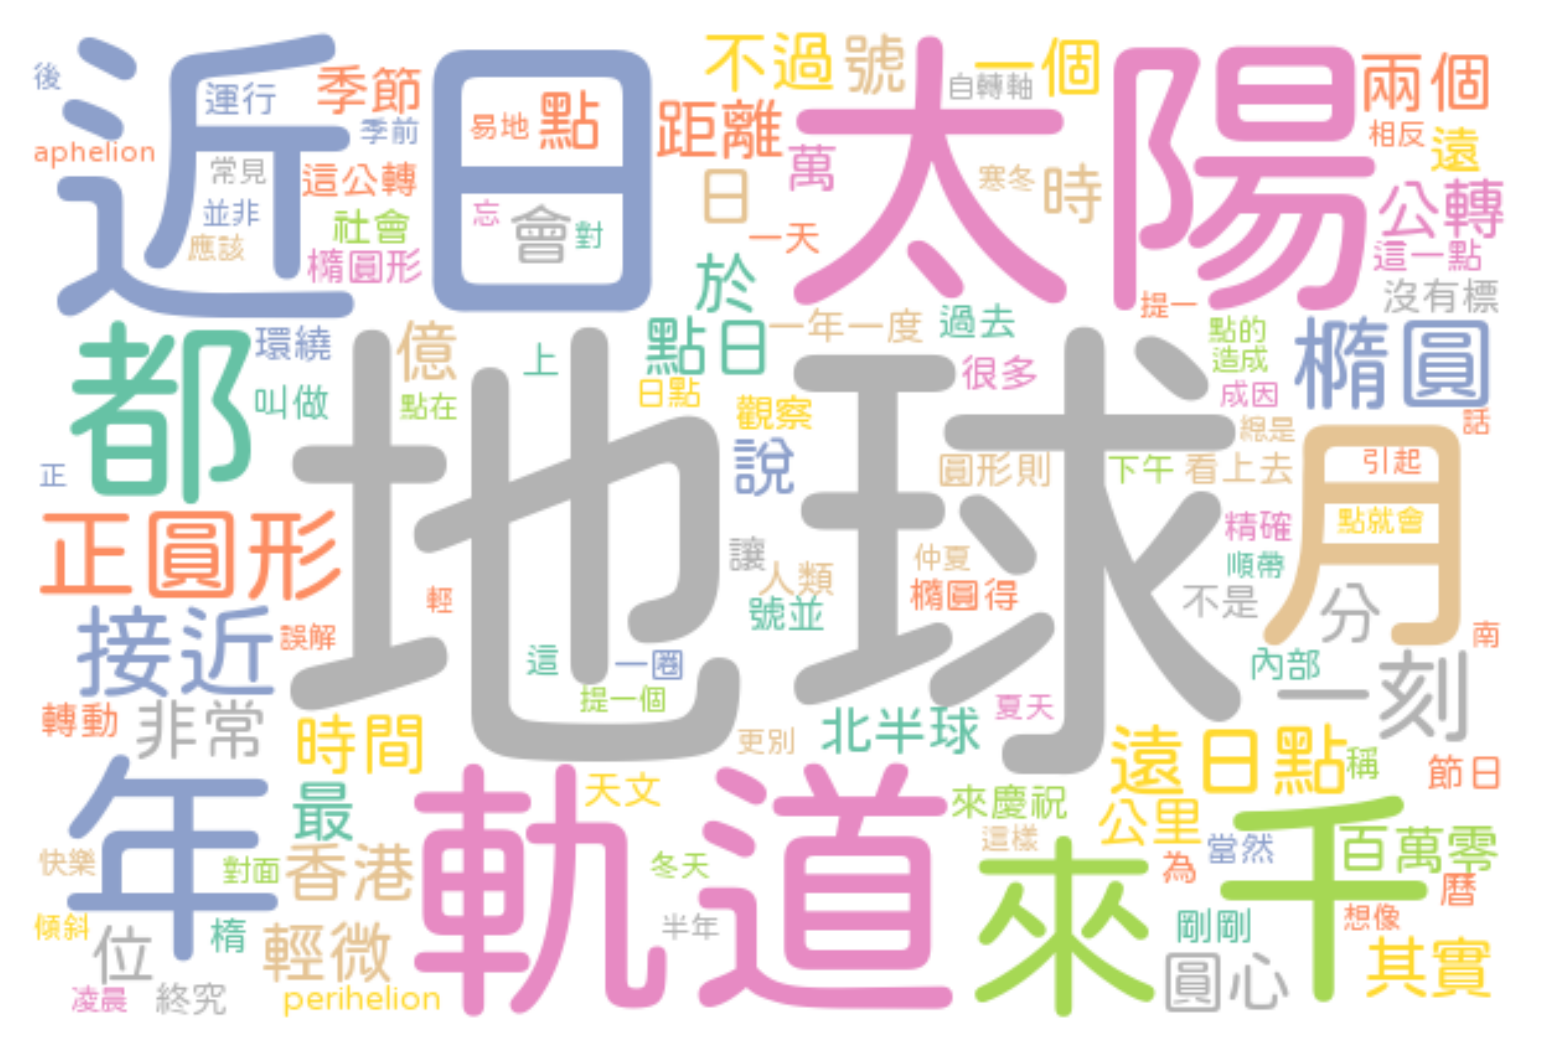 近日
太陽
地球
不過
號
一個
兩個
後
運行
季節
季前
易地
點
距離
自轉軸
相反
遠
aphelion
常見
這公轉
萬
寒冬
時
日
並非
社會
忘
會
對
一天
公轉
應該
橢圓形
於
這一點
沒有標
提一
都
環繞
億
上
點日
一年一度
過去
點的
造成
橢圓
叫做
點在
日點
觀察
很多
成因
話
總是
月
正
說
圓形則
下午
看上去
引起
正圓形
點就會
精確
讓
仲夏
人類
順帶
輕
橢圓得
號並
不是
分
接近
誤解
南
這
一圈
內部
一刻
提一個
夏天
轉動
非常
時間
更別
北半球
遠日點
稱
節日
年
最
天文
軌道
來慶祝
公里
千
這樣
當然
百萬零
快樂
對面
香港
冬天
來
為
曆
傾斜
位
楕
輕微
半年
剛剛
想像
圓心
其實
凌晨
終究
perihelion